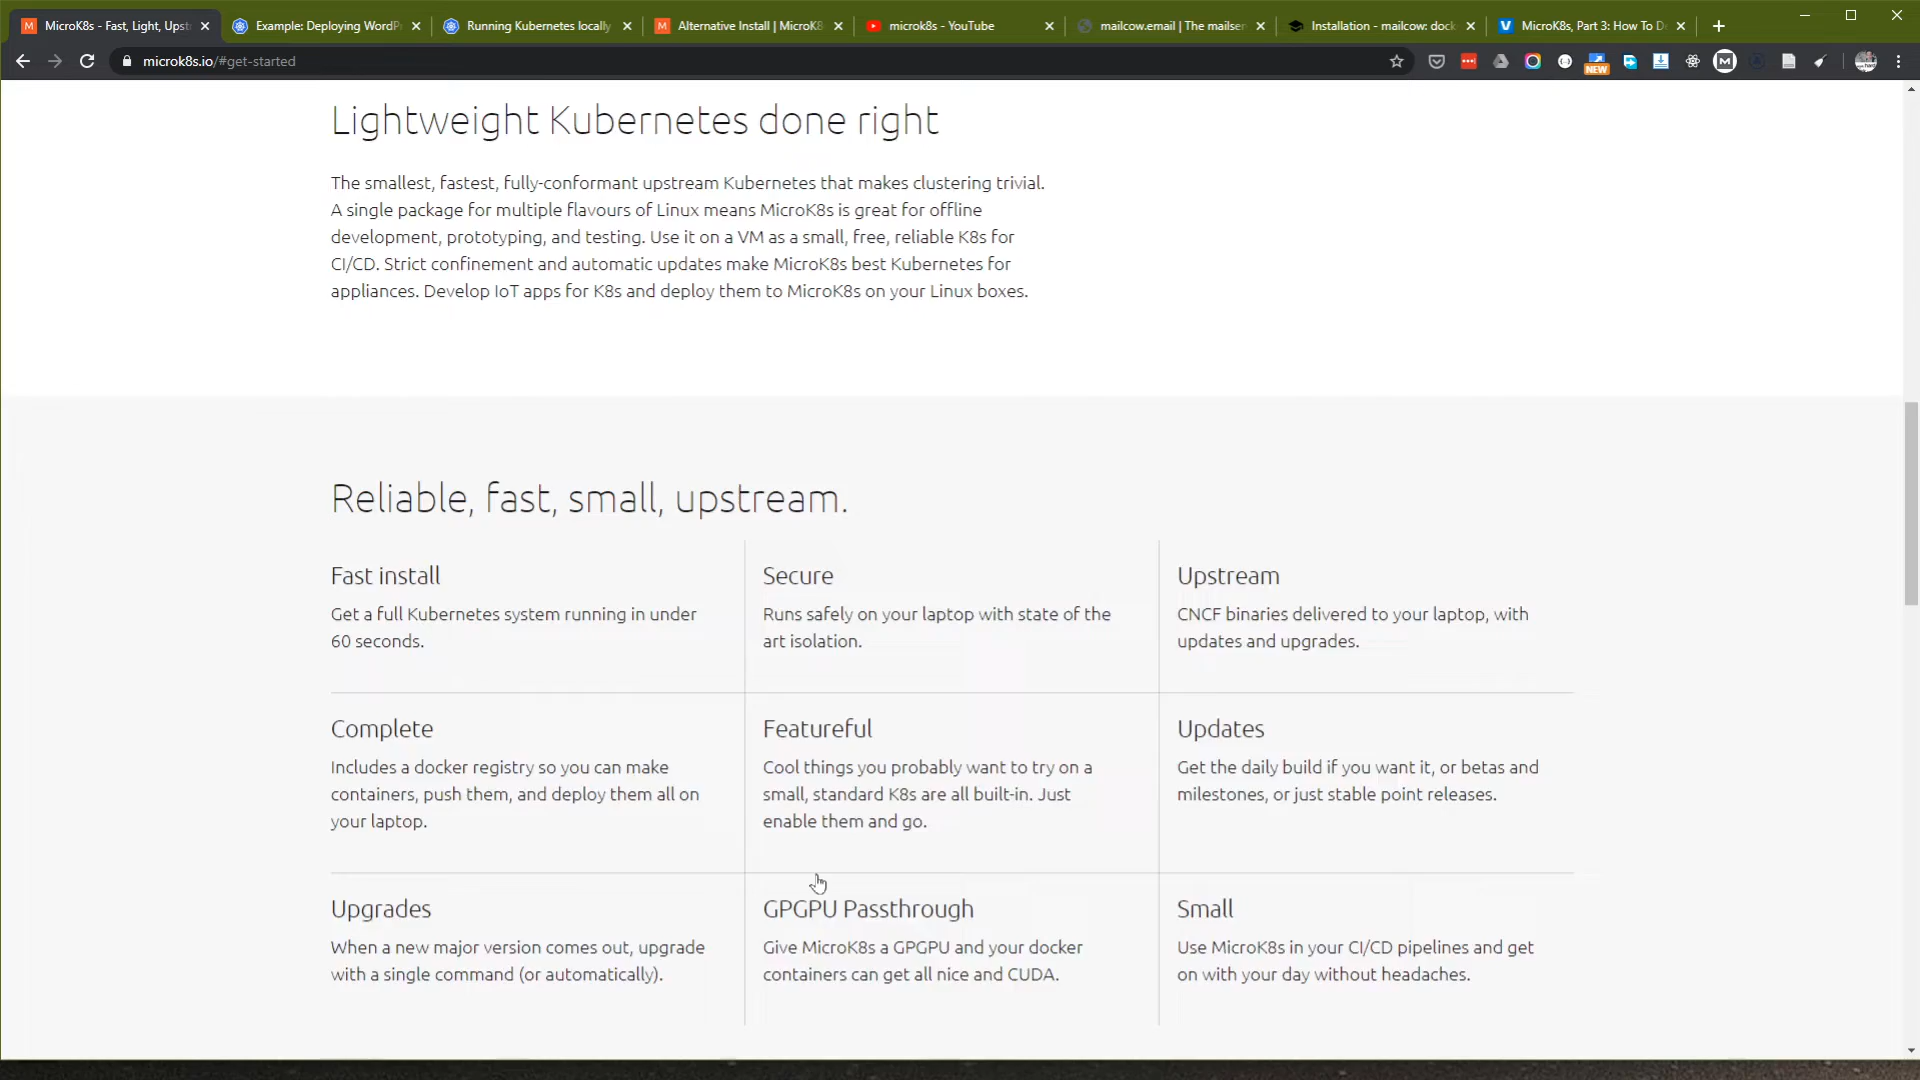 MicroK8s - Fast, Light, Upst
Example: Deploying WordP
Running Kubernetes locally
Alternative Install | MicroK8
microk8s - YouTube
mailcow.email | The mailser
Installation - mailcow: dock
MicroK8s, Part 3: How To D
microk8s.io/#get-started
NEW
Lightweight Kubernetes done right
The smallest, fastest, fully-conformant upstream Kubernetes that makes clustering trivial.
A single package for multiple flavours of Linux means MicroK8s is great for offline
development, prototyping, and testing. Use it on a VM as a small, free, reliable K8s for
CI/CD. Strict confinement and automatic updates make MicroK8s best Kubernetes for
appliances. Develop IoT apps for K8s and deploy them to MicroK8s on your Linux boxes.
Reliable, fast, small, upstream.
Fast install
Get a full Kubernetes system running in under
60 seconds.
Secure
Runs safely on your laptop with state of the
art isolation.
Upstream
CNCF binaries delivered to your laptop, with
updates and upgrades.
Complete
Includes a docker registry so you can make
containers, push them, and deploy them all on
your laptop.
Featureful
Cool things you probably want to try on a
small, standard K8s are all built-in. Just
enable them and go.
Updates
Get the daily build if you want it, or betas and
milestones, or just stable point releases.
Upgrades
When a new major version comes out, upgrade
with a single command (or automatically).
GPGPU Passthrough
Give MicroK8s a GPGPU and your docker
containers can get all nice and CUDA.
Small
Use MicroK8s in your CI/CD pipelines and get
on with your day without headaches.